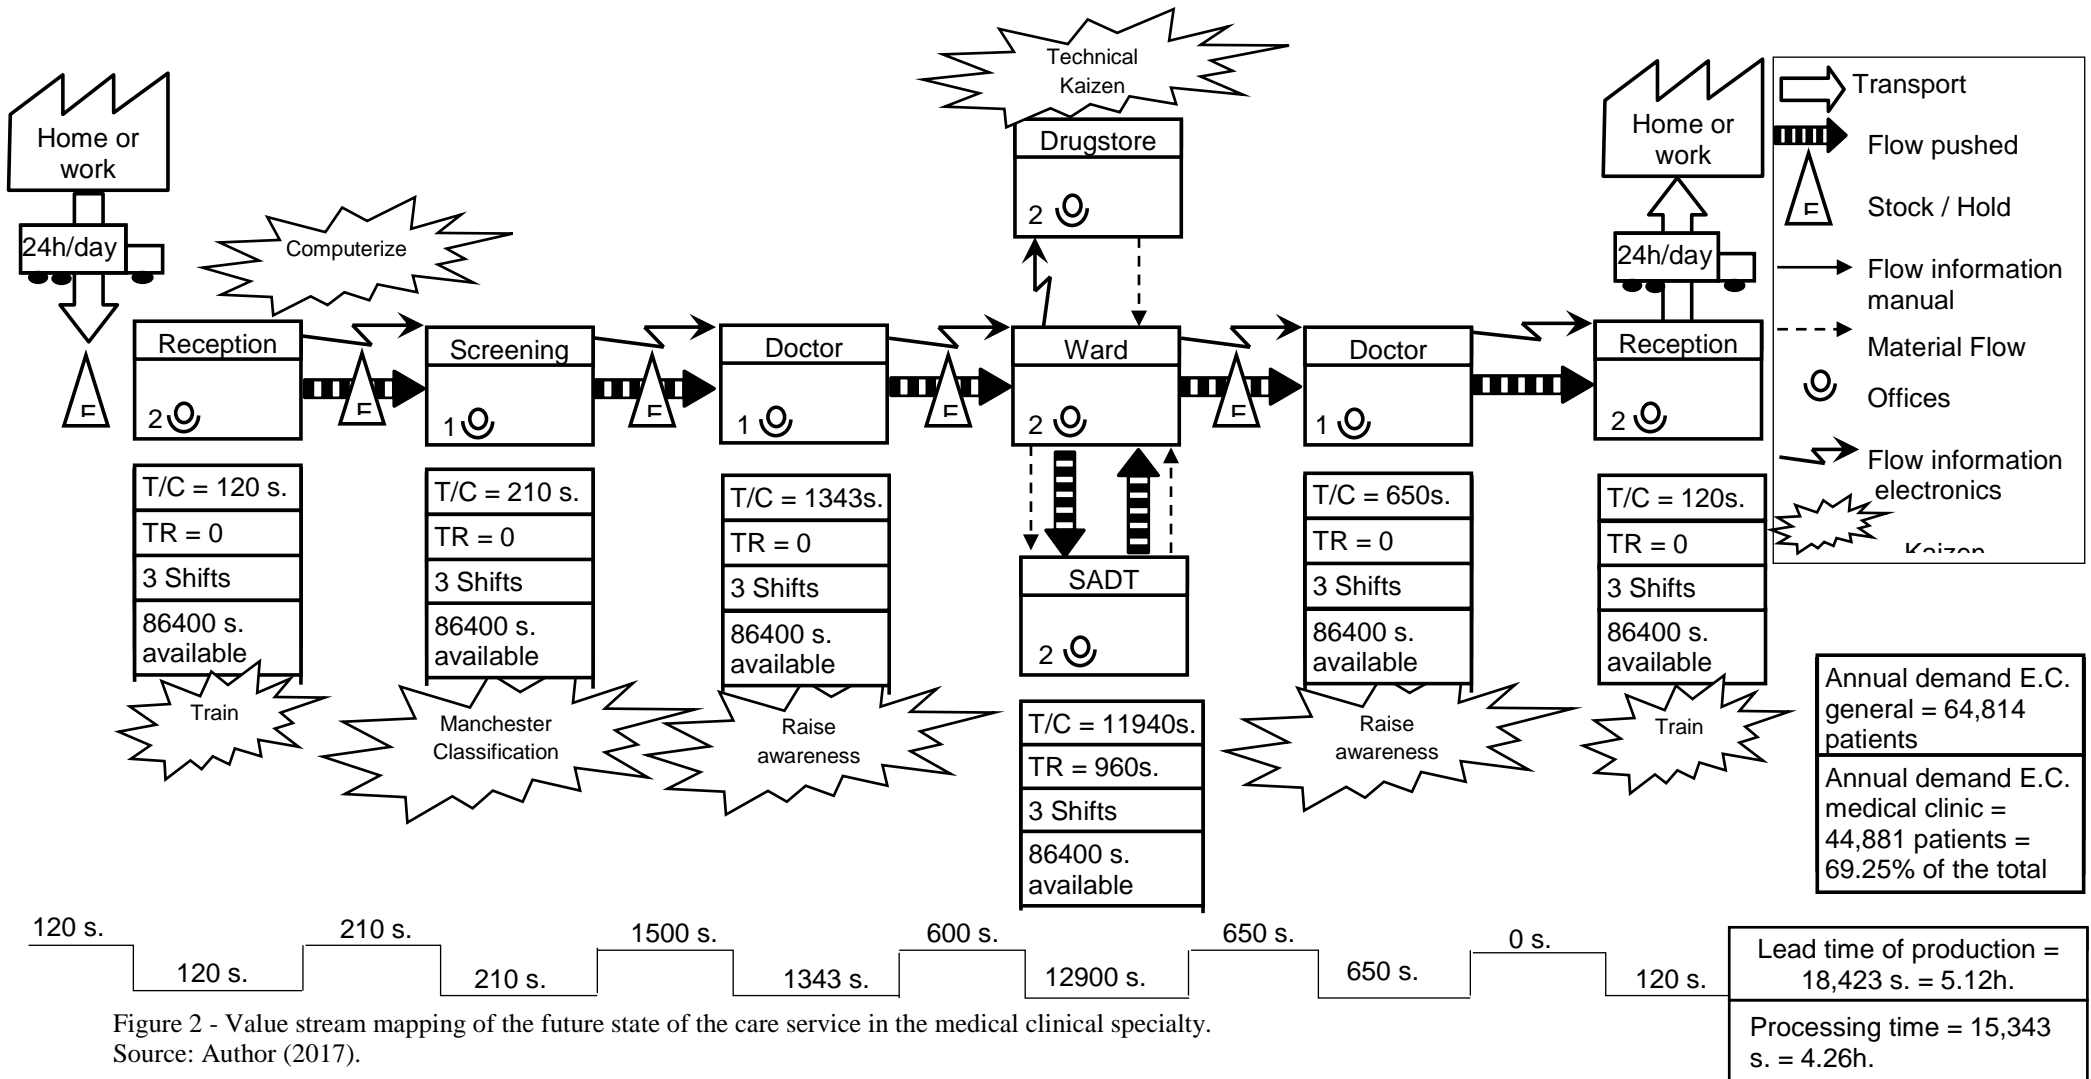 Technical
Kaizen
Home or
work
24h/day
Computerize
Drugstore
2
Home or
work
24h/day
Transport
Flow pushed
Stock / Hold
Flow information
manual
Material Flow
Offices
Flow information
electronics
Kaizen
Reception
2
Screening
1
Doctor
1
Ward
2
Doctor
1
Reception
2
T/C = 120 s.
TR = 0
3 Shifts
86400 s.
available
Train
T/C = 210 s.
TR = 0
3 Shifts
86400 s.
available
Manchester
Classification
T/C = 1343s.
TR = 0
3 Shifts
86400 s.
available
Raise
awareness
SADT
2
T/C = 11940s.
TR = 960s.
3 Shifts
86400 s.
available
T/C = 650s.
TR = 0
3 Shifts
86400 s.
available
Raise
awareness
T/C = 120s.
TR = 0
3 Shifts
86400 s.
available
Train
Annual demand E.C.
general = 64,814
patients
Annual demand E.C.
medical clinic =
44,881 patients =
69.25% of the total
120 s.
120 s.
210 s.
210 s.
1500 s.
1343 s.
600 s.
12900 s.
650 s.
650 s.
0 s.
120 s.
Lead time of production =
18,423 s. = 5.12h.
Processing time = 15,343
s. = 4.26h.
Figure 2 - Value stream mapping of the future state of the care service in the medical clinical specialty.
Source: Author (2017).